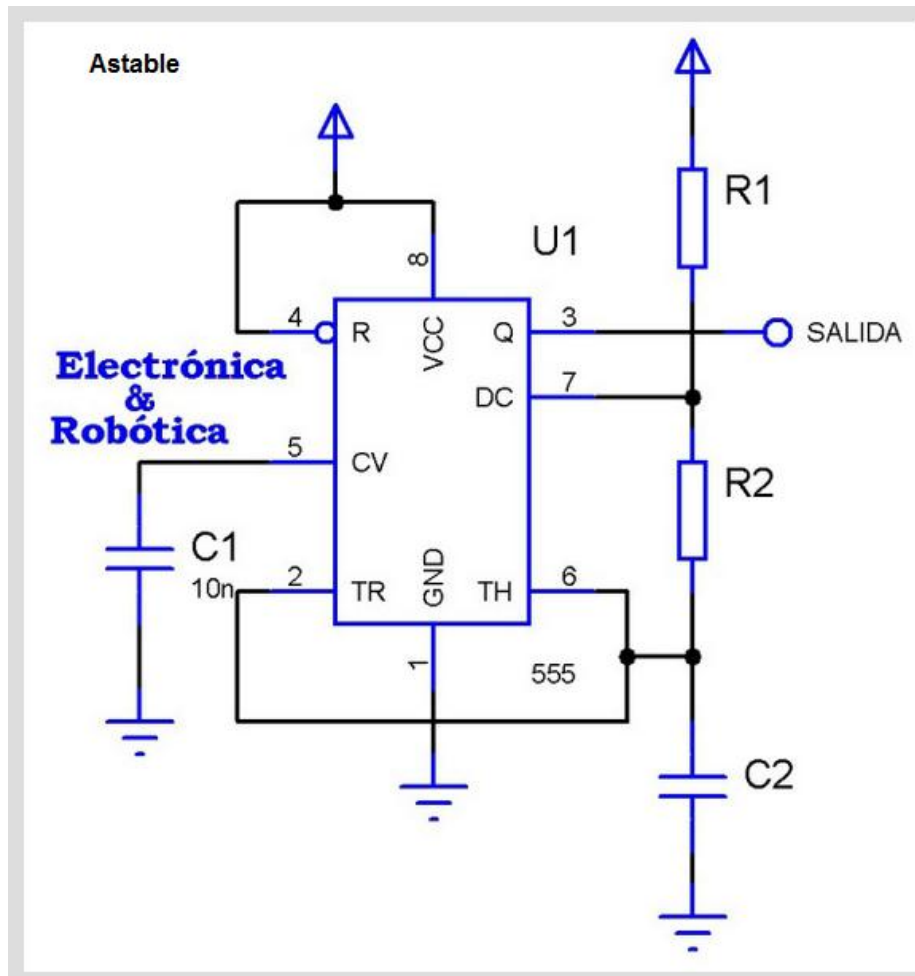 Astable
R1
U1
8
4
R
VCC
Q
3
SALIDA
Electrónica
&
Robótica
DC
7
5
CV
R2
C1
10n
2
TR
GND
TH
6
1
555
C2